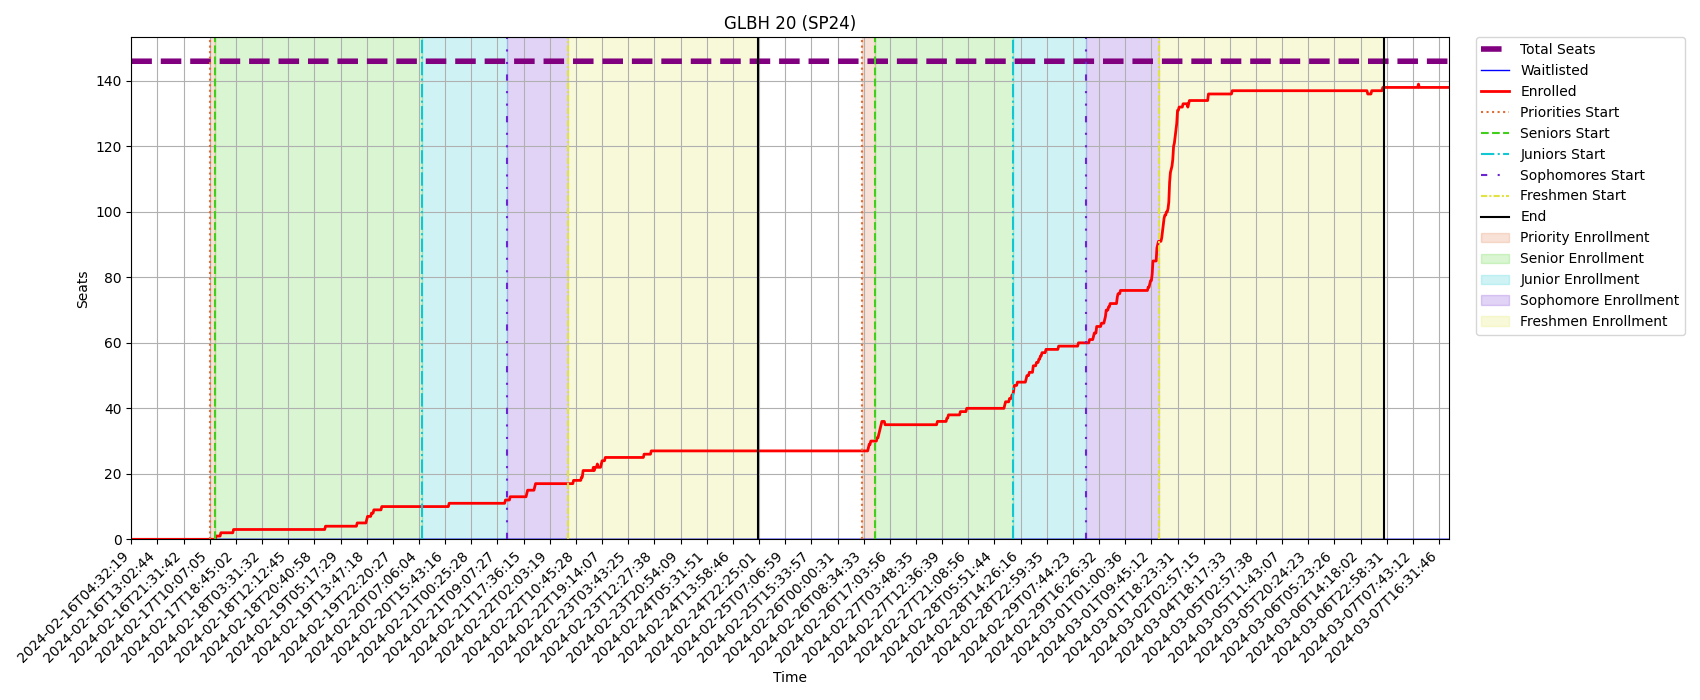 GLBH 20 (SP24)
Total Seats
Waitlisted
Enrolled
Priorities Start
Seniors Start
Juniors Start
Sophomores Start
Freshmen Start
End
Priority Enrollment
Senior Enrollment
Junior Enrollment
Sophomore Enrollment
Freshmen Enrollment
Seats
140
120
100
80
60
40
20
0
2024-02-16T04:32:19
2024-02-16T13:02:44
2024-02-16T21:31:42
2024-02-17T10:07:05
2024-02-17T18:45:02
2024-02-18T03:31:32
2024-02-18T12:12:45
2024-02-18T20:40:58
2024-02-19T05:17:29
2024-02-19T13:47:18
2024-02-19T22:20:27
2024-02-20T07:06:04
2024-02-20T15:43:16
2024-02-21T00:25:28
2024-02-21T09:07:27
2024-02-21T17:36:15
2024-02-22T02:03:19
2024-02-22T10:45:28
2024-02-22T19:14:07
2024-02-23T03:43:25
2024-02-23T12:27:38
2024-02-23T20:54:09
2024-02-24T05:31:51
2024-02-24T13:58:46
2024-02-24T22:25:01
2024-02-25T07:06:59
2024-02-25T15:33:57
2024-02-26T00:00:31
2024-02-26T08:34:33
2024-02-26T17:03:56
2024-02-27T03:48:35
2024-02-27T12:36:39
2024-02-27T21:08:56
2024-02-28T05:51:44
2024-02-28T14:26:16
2024-02-28T22:59:35
2024-02-29T07:44:23
2024-02-29T16:26:32
2024-03-01T01:00:36
2024-03-01T09:45:12
2024-03-01T18:23:31
2024-03-02T02:57:15
2024-03-04T18:17:33
2024-03-05T02:57:38
2024-03-05T11:43:07
2024-03-05T20:24:23
2024-03-06T05:23:26
2024-03-06T14:18:02
2024-03-06T22:58:31
2024-03-07T07:43:12
2024-03-07T16:31:46
Time